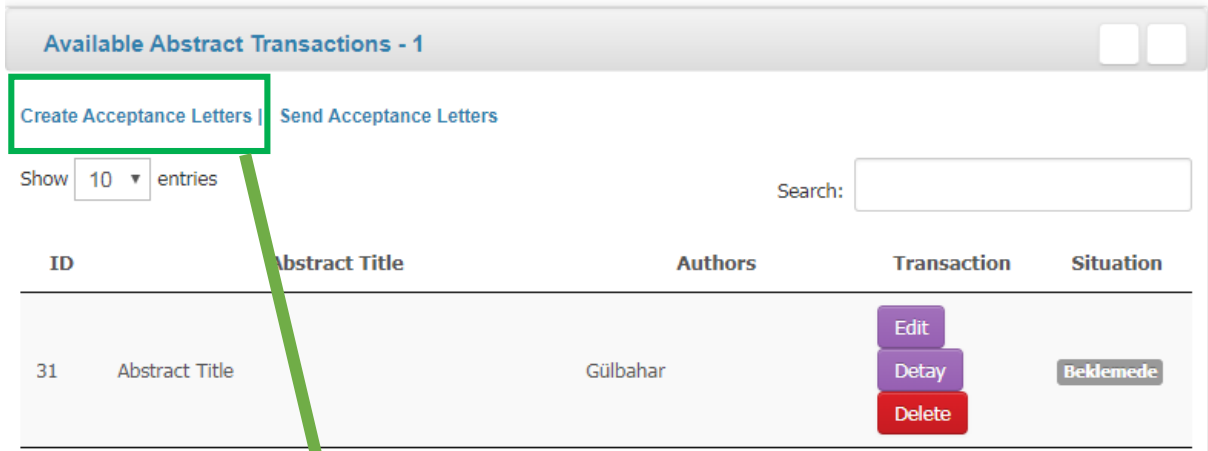 Available Abstract Transactions - 1
Create Acceptance Letters | Send Acceptance Letters
Show 10 entries Search:
ID Abstract Title Authors Transaction Situation
Edit
31 Abstract Title Gülbahar Detay Beklemede
Delete